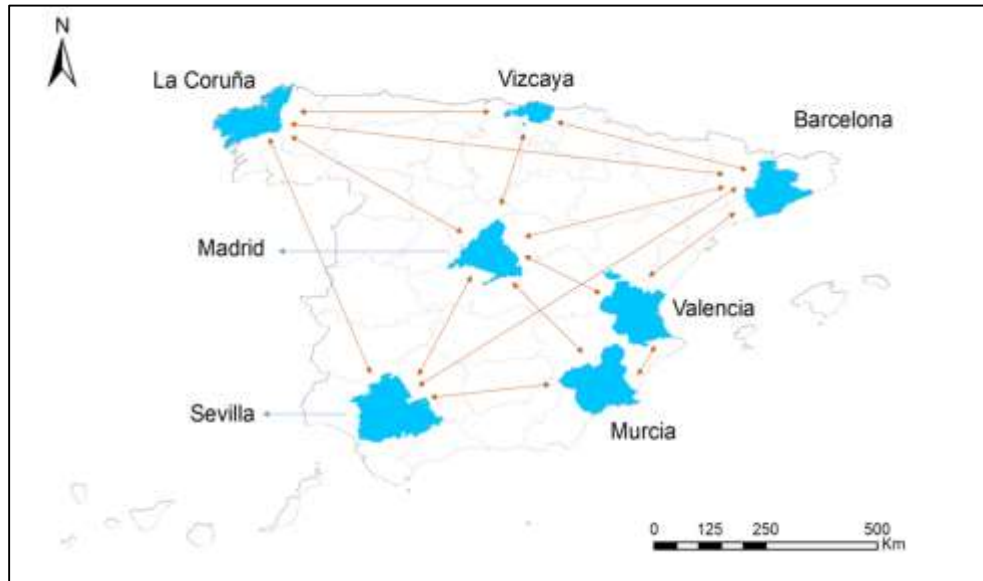 N
La Coruña
Vizcaya
Barcelona
Madrid
Valencia
Sevilla
Murcia
0 125 250 500
Km